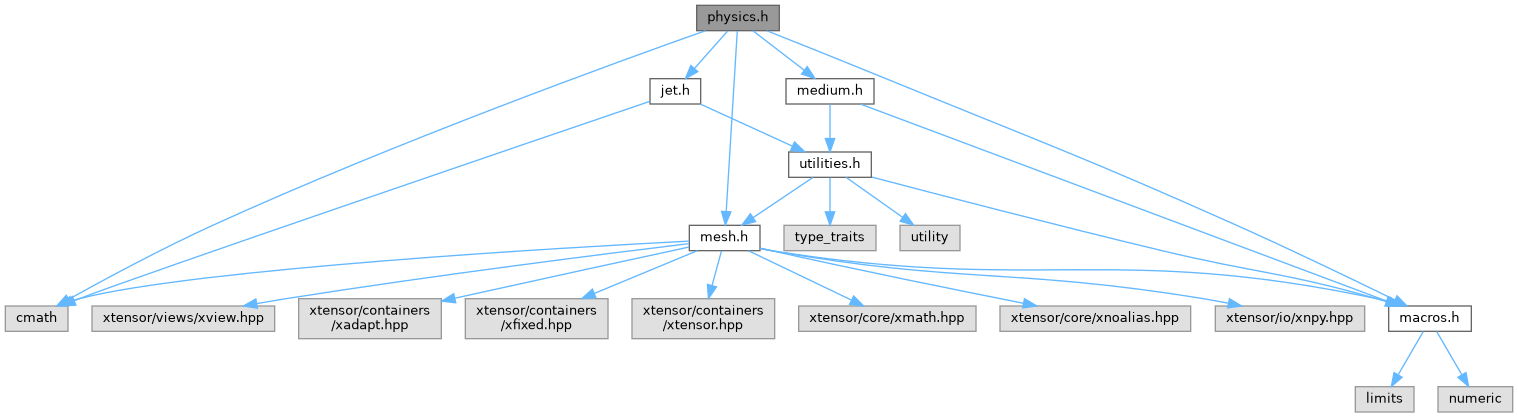 physics.h
jet.h
medium.h
utilities.h
mesh.h
type_traits
utility
cmath
xtensor/views/xview.hpp
xtensor/containers
/xadapt.hpp
xtensor/containers
/xfixed.hpp
xtensor/containers
/xtensor.hpp
xtensor/core/xmath.hpp
xtensor/core/xnoalias.hpp
xtensor/io/xnpy.hpp
macros.h
limits
numeric